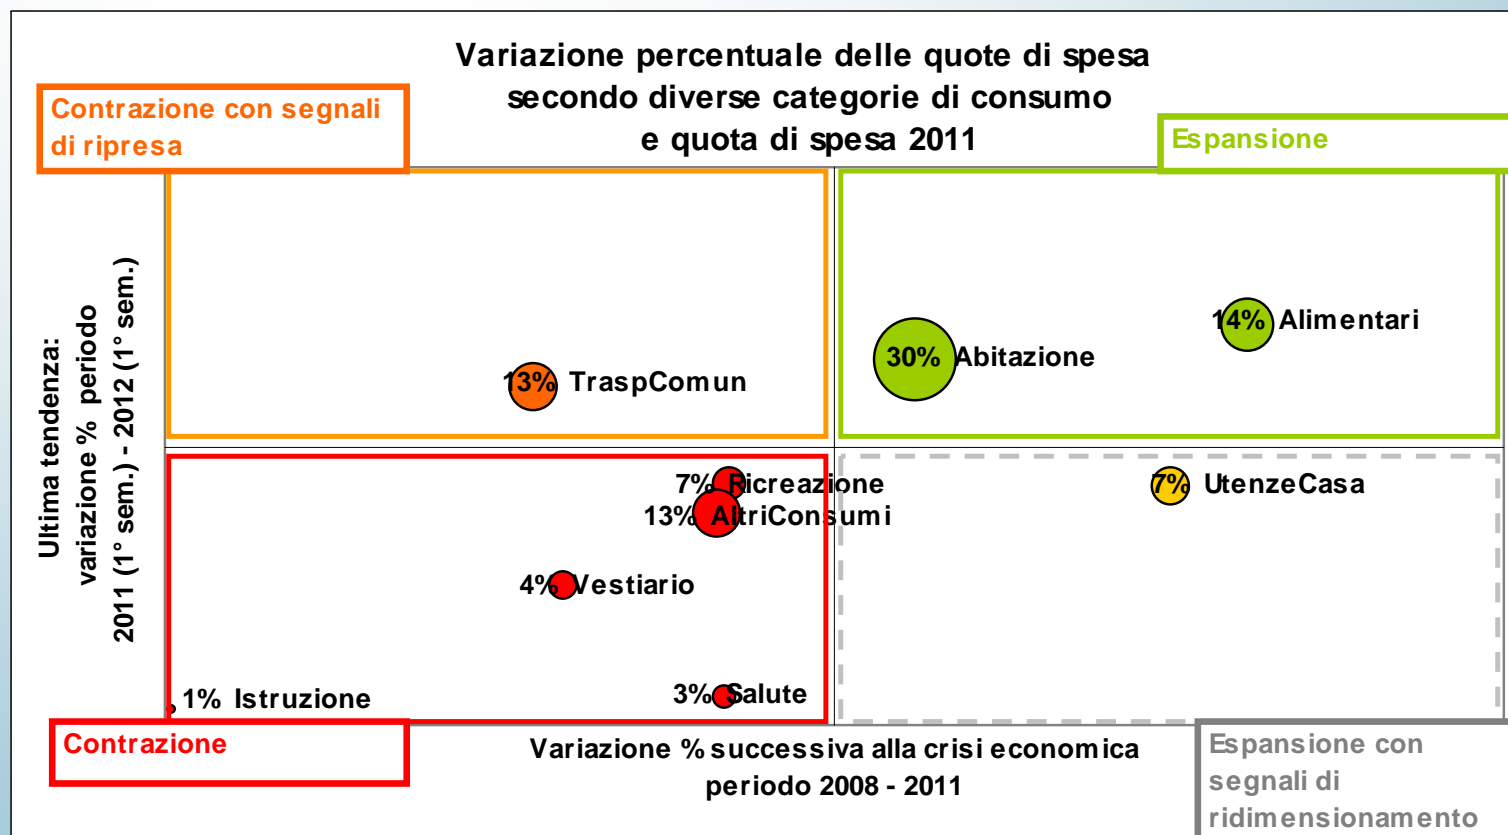 Variazione percentuale delle quote di spesa
secondo diverse categorie di consumo
e quota di spesa 2011
Contrazione con segnali
di ripresa
Espansione
Ultima tendenza:
variazione % periodo
2011 (1° sem.) - 2012 (1° sem.)
14% Alimentari
30% Abitazione
13% TraspComun
7% Ricreazione
7% UtenzeCasa
13% AltriConsumi
4% Vestiario
3% Salute
1% Istruzione
Contrazione
Variazione % successiva alla crisi economica
periodo 2008 - 2011
Espansione con
segnali di
ridimensionamento